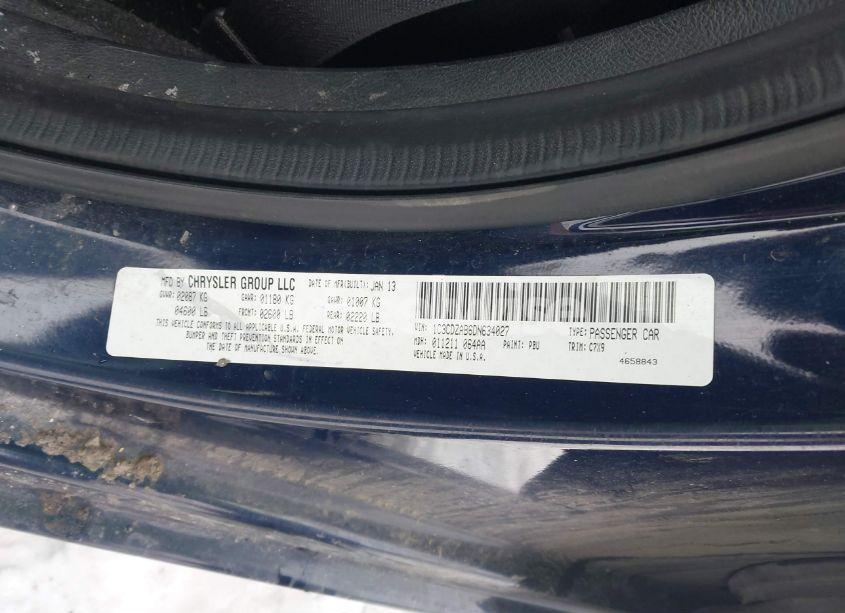 MFD BY CHRYSLER GROUP LLC DATE OF MFR(BUILT): JAN 13
GVWR: 02087 KG GAWR: 01180 KG GAWR: 01007 KG
04600 LB FRONT: 02600 LB REAR: 02220 LB
THIS VEHICLE CONFORMS TO ALL APPLICABLE U.S.A. FEDERAL MOTOR VEHICLE SAFETY,
BUMPER AND THEFT PREVENTION STANDARDS IN EFFECT ON
THE DATE OF MANUFACTURE SHOWN ABOVE.
VIN: 1C3CDZAB6DN634027 TYPE: PASSENGER CAR
MDH: 011211 064AA PAINT: PBU TRIM: C7X9
VEHICLE MADE IN U.S.A.
4658843